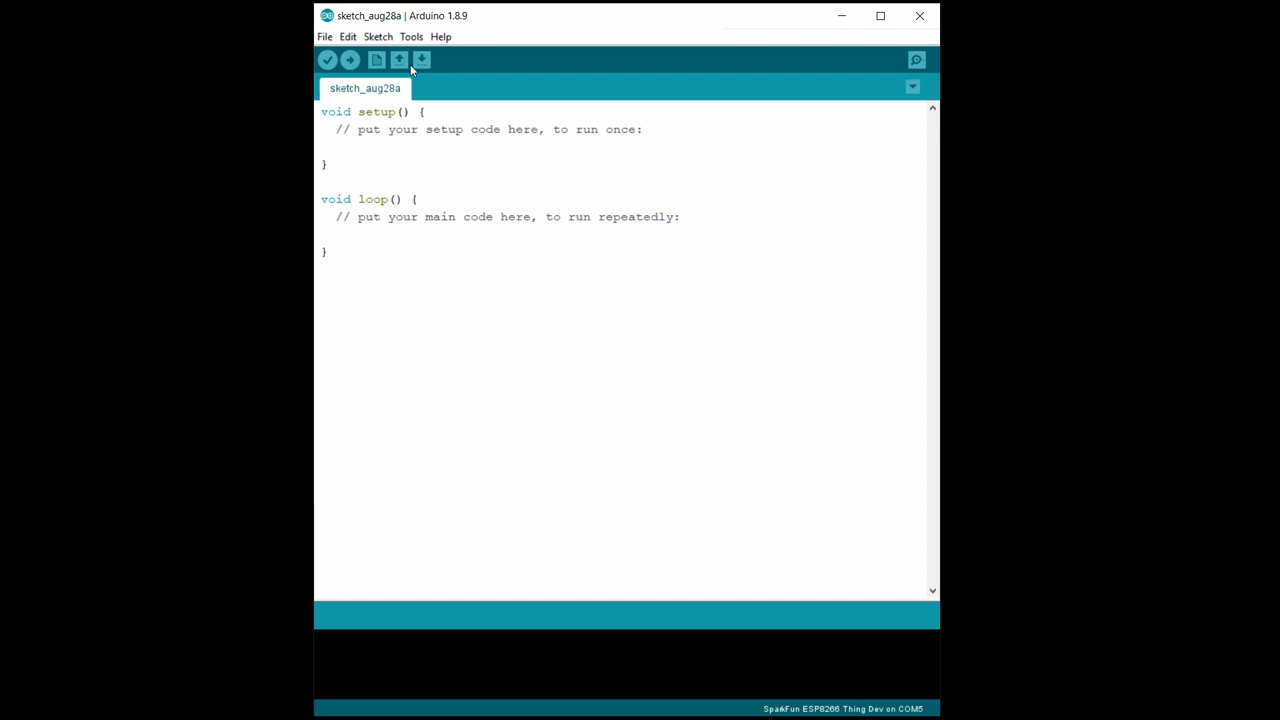 sketch_aug28a | Arduino 1.8.9
File Edit Sketch Tools Help
sketch_aug28a
void setup() {
  // put your setup code here, to run once:
}
void loop() {
  // put your main code here, to run repeatedly:
}
SparkFun ESP8266 Thing Dev on COM5